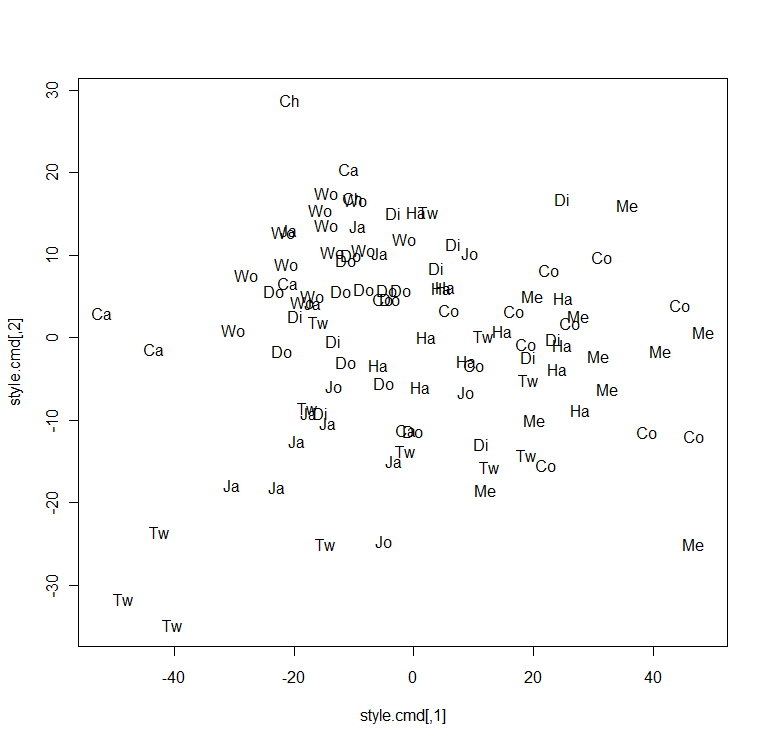 Ch
30
Ca
20
Wo Ch Wo Di Me
Wo Di Ha Tw
Wo Ja Wo Ja Wo
10
Di Wo Do Wo Ja Jo Co
Wo Do Di Co
Wo Ca Do Do Do Do Do Ha Ha
Wo Wo Ja Co Co Me Ha Co
Ca Di Tw Co Co Me
0
Wo Di Ha Tw Ha Di Me
Ca Do Co Ha Me
Do Ha Ha Co Di Ha Me
Jo Do Ha Jo Tw Me
-10
Tw Ja Di Ja Me Ha
Ja Ca Do Tw Di Co Co
Ja Tw Tw Co
Ja Ja Me
-20
Tw Tw Jo Me
-30
Tw
Tw
-40 -20 0 20 40
style.cmd[,1]
style.cmd[,2]